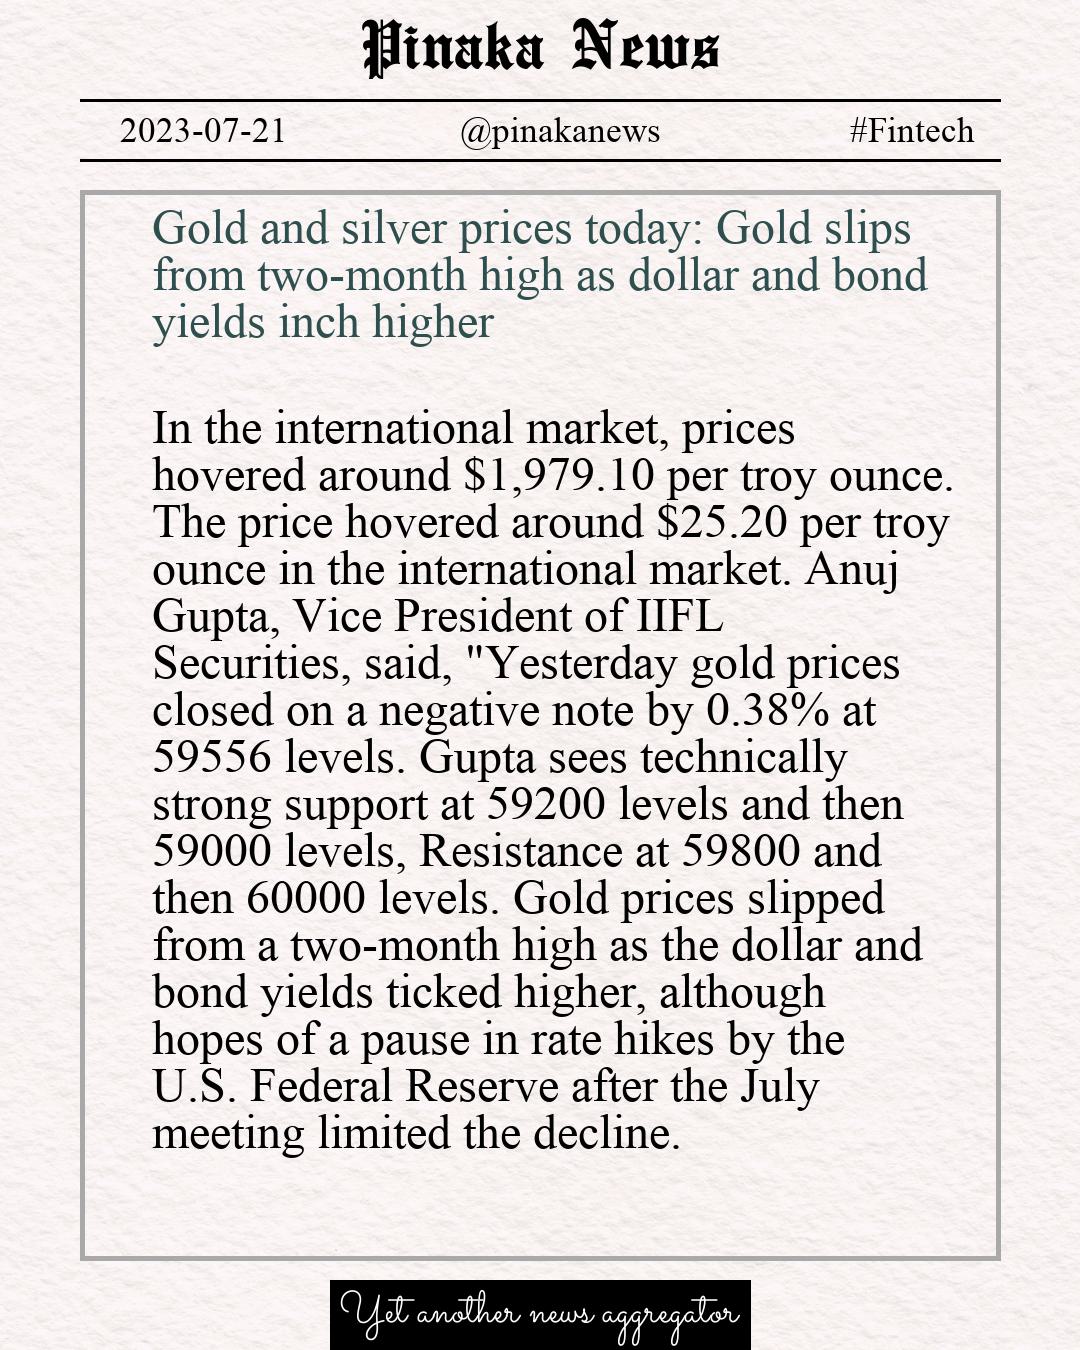 Pinaka News
2023-07-21 @pinakanews #Fintech
Gold and silver prices today: Gold slips
from two-month high as dollar and bond
yields inch higher
In the international market, prices
hovered around $1,979.10 per troy ounce.
The price hovered around $25.20 per troy
ounce in the international market. Anuj
Gupta, Vice President of IIFL
Securities, said, "Yesterday gold prices
closed on a negative note by 0.38% at
59556 levels. Gupta sees technically
strong support at 59200 levels and then
59000 levels, Resistance at 59800 and
then 60000 levels. Gold prices slipped
from a two-month high as the dollar and
bond yields ticked higher, although
hopes of a pause in rate hikes by the
U.S. Federal Reserve after the July
meeting limited the decline.
Yet another news aggregator